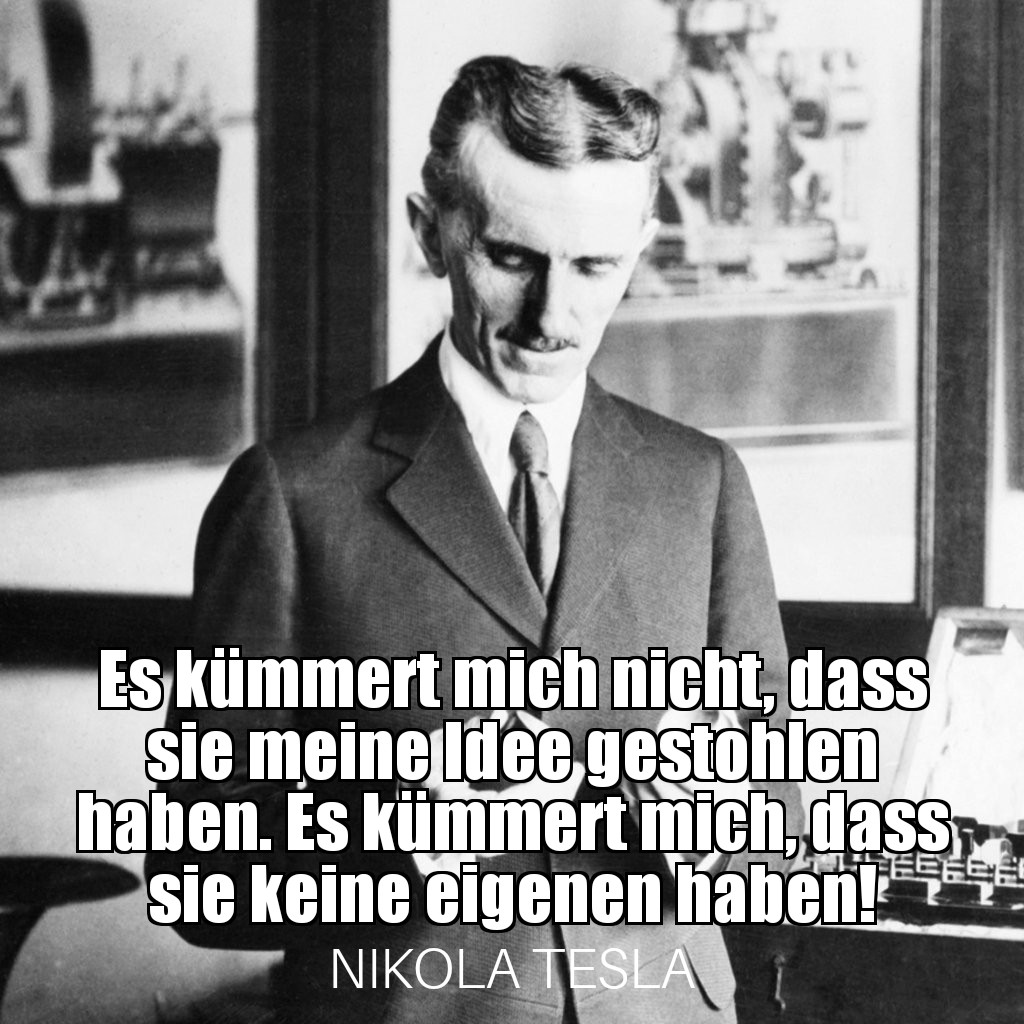 Es kümmert mich nicht, dass
sie meine Idee gestohlen
haben. Es kümmert mich, dass
sie keine eigenen haben!
NIKOLA TESLA